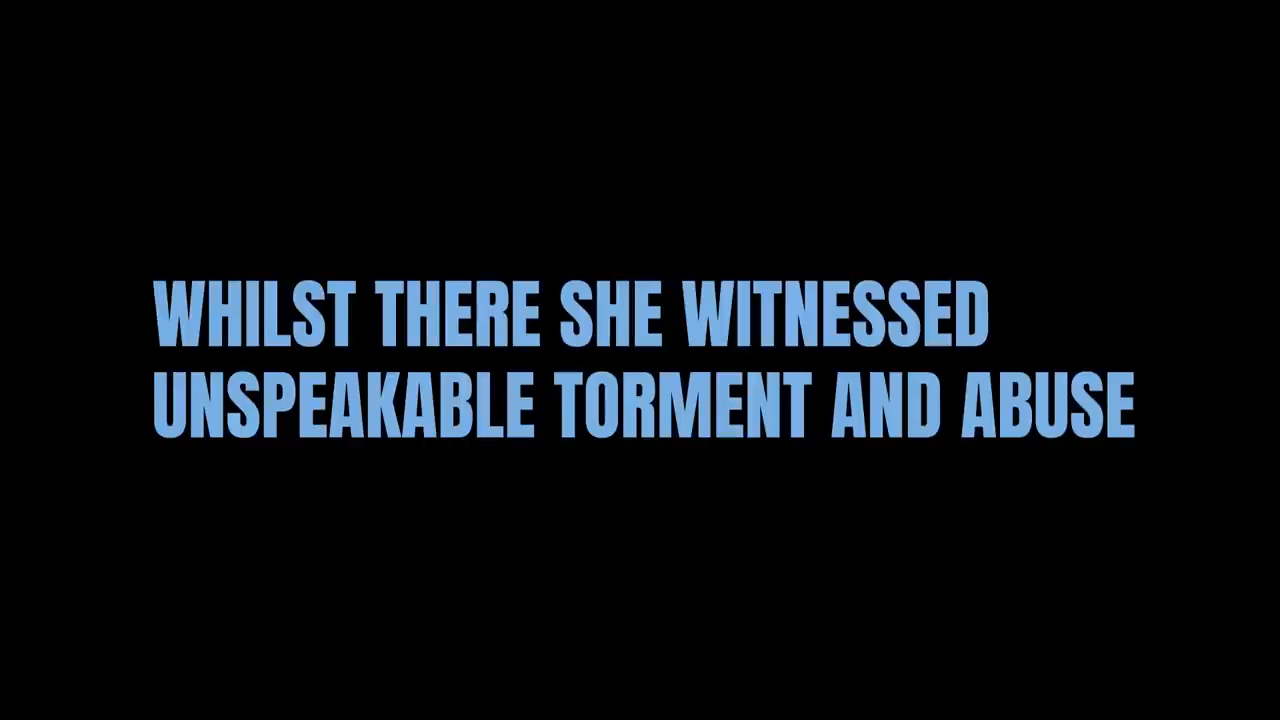 WHILST THERE SHE WITNESSED
UNSPEAKABLE TORMENT AND ABUSE